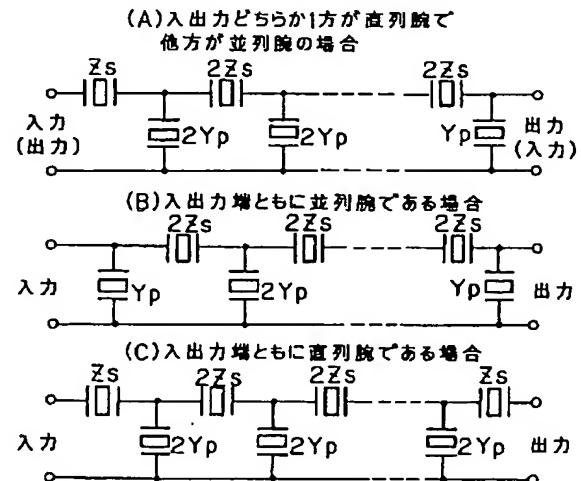 (A)入出力どちらか1方が直列腕で
他方が並列腕の場合
Zs 2Zs 2Zs
入力 2Yp 2Yp Yp 出力
(出力) (入力)
(B)入出力端ともに並列腕である場合
2Zs 2Zs 2Zs
入力 Yp 2Yp Yp 出力
(C)入出力端ともに直列腕である場合
Zs 2Zs 2Zs Zs
入力 2Yp 2Yp 2Yp 出力